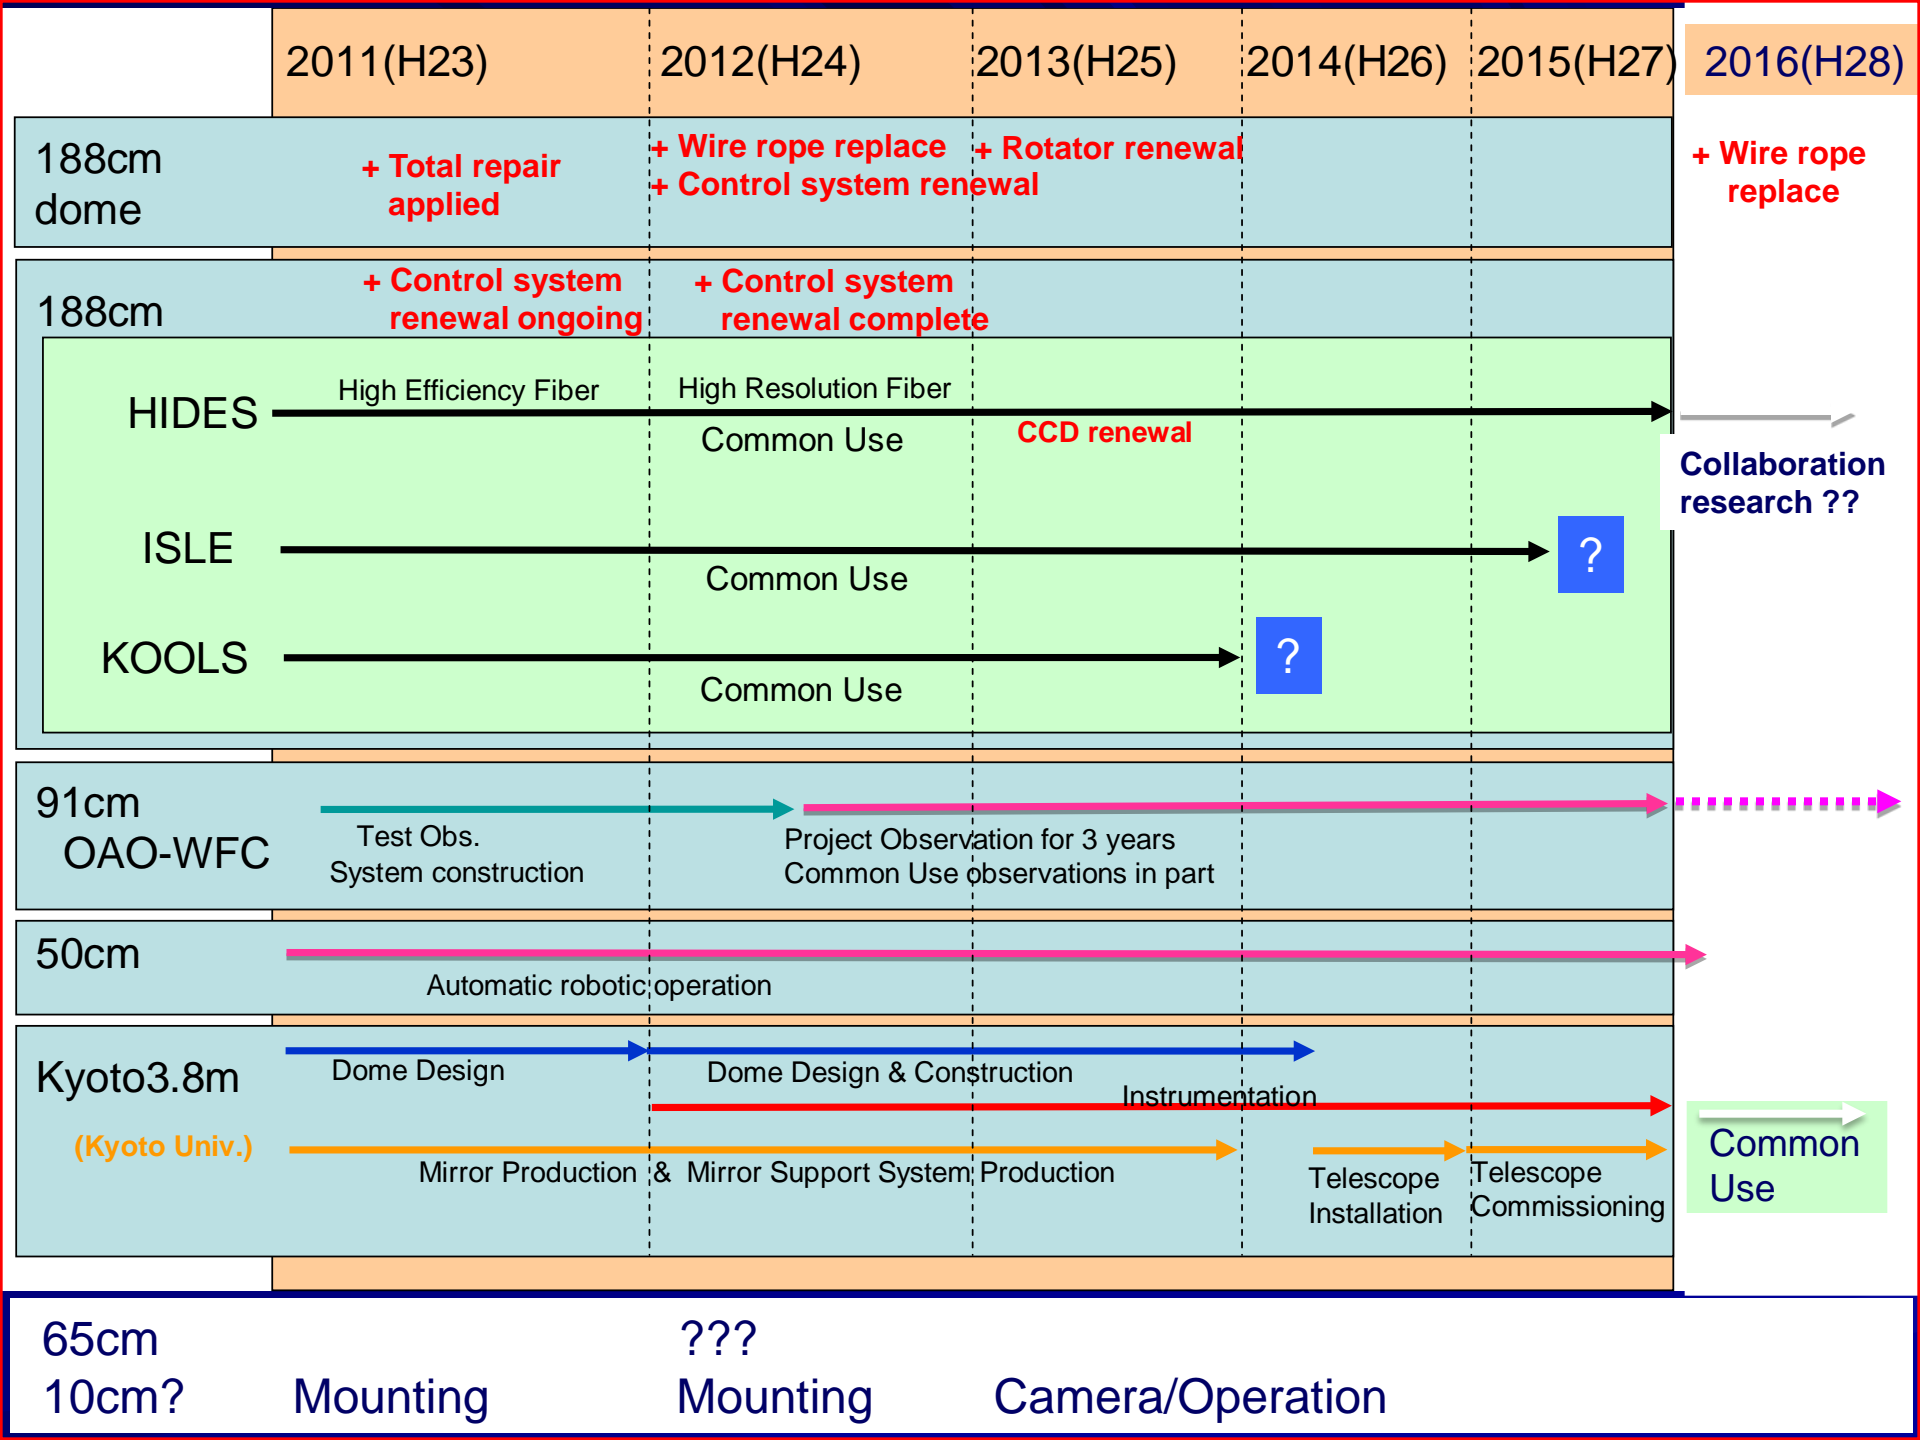 2011(H23) 2012(H24) 2013(H25) 2014(H26) 2015(H27) 2016(H28)
188cm
dome
+ Total repair
applied
+ Wire rope replace
+ Control system renewal
+ Rotator renewal
+ Wire rope
replace
188cm
+ Control system
renewal ongoing
+ Control system
renewal complete
HIDES
High Efficiency Fiber
High Resolution Fiber
Common Use
CCD renewal
Collaboration
research ??
ISLE
Common Use
?
KOOLS
Common Use
?
91cm
OAO-WFC
Test Obs.
System construction
Project Observation for 3 years
Common Use observations in part
50cm
Automatic robotic operation
Kyoto3.8m
(Kyoto Univ.)
Dome Design
Dome Design & Construction
Instrumentation
Mirror Production & Mirror Support System Production
Telescope
Installation
Telescope
Commissioning
Common
Use
65cm ???
10cm? Mounting Mounting Camera/Operation